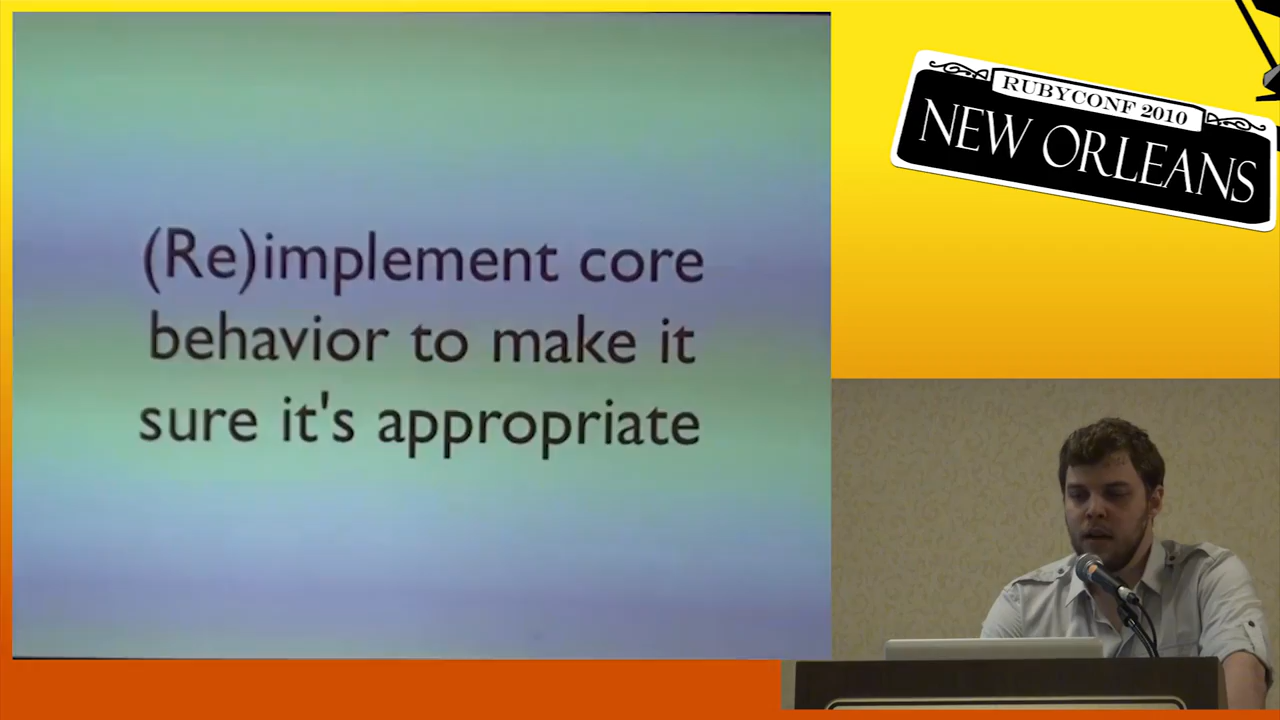 (Re)implement core
behavior to make it
sure it's appropriate
RUBYCONF 2010
NEW ORLEANS